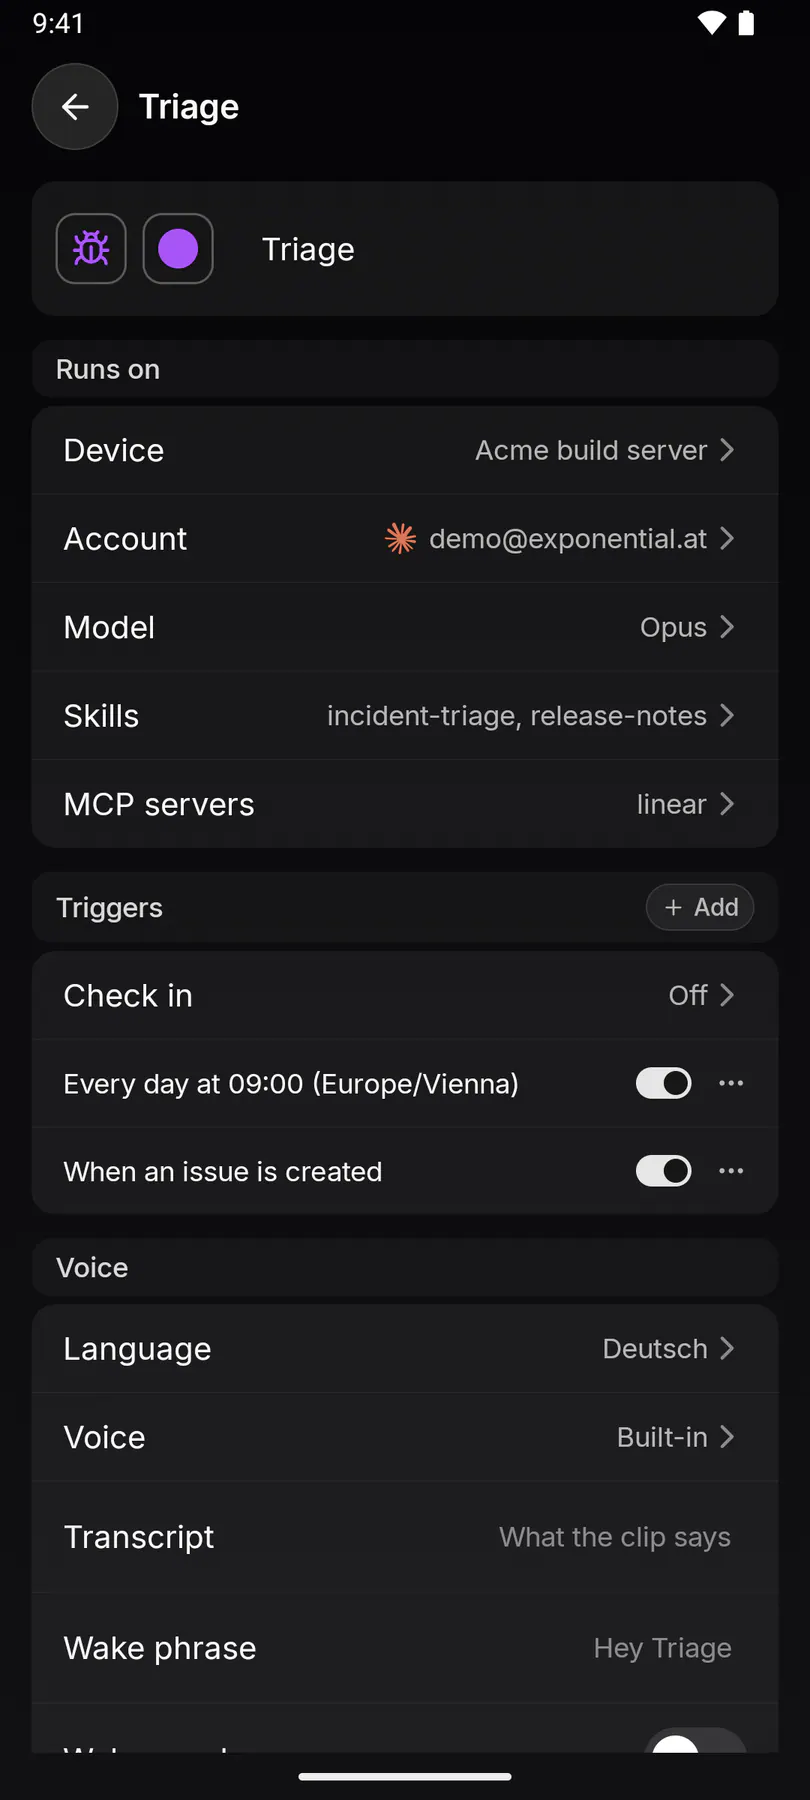 9:41
Triage
Triage
Runs on
Device
Acme build server
Account
demo@exponential.at
Model
Opus
Skills
incident-triage, release-notes
MCP servers
linear
Triggers
+ Add
Check in
Off
Every day at 09:00 (Europe/Vienna)
When an issue is created
Voice
Language
Deutsch
Voice
Built-in
Transcript
What the clip says
Wake phrase
Hey Triage